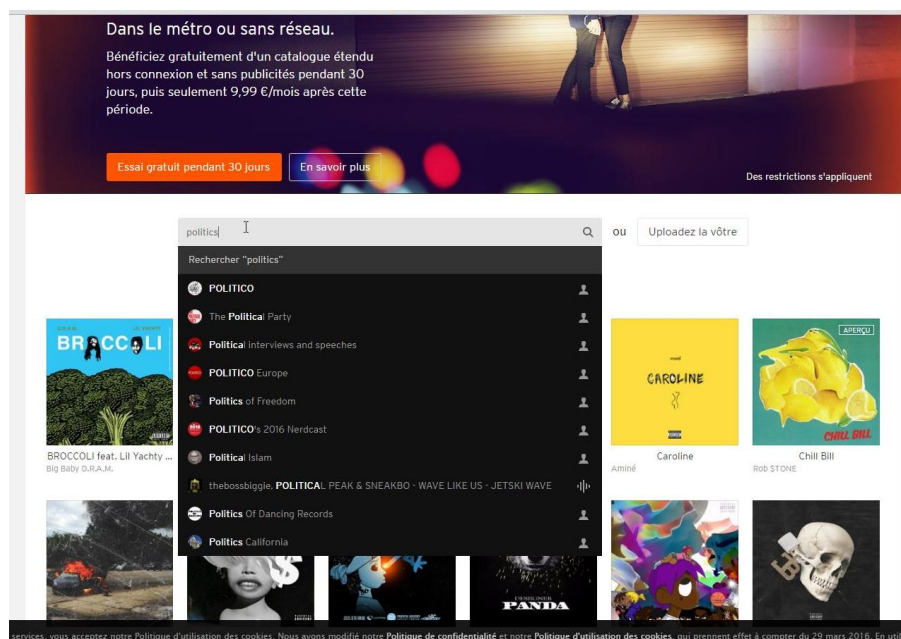 Dans le métro ou sans réseau.
Bénéficiez gratuitement d'un catalogue étendu
hors connexion et sans publicités pendant 30
jours, puis seulement 9,99 €/mois après cette
période.
Essai gratuit pendant 30 jours
En savoir plus
Des restrictions s'appliquent
politics
ou
Uploadez la vôtre
Rechercher "politics"
POLITICO
The Political Party
Political interviews and speeches
POLITICO Europe
Politics of Freedom
POLITICO's 2016 Nerdcast
Political Islam
thebossbiggie, POLITICAL PEAK & SNEAKBO - WAVE LIKE US - JETSKI WAVE
Politics Of Dancing Records
Politics California
D.R.A.M. LIL YACHTY
BROCCOLI
BROCCOLI feat. Lil Yachty ...
Big Baby D.R.A.M.
CAROLINE
Caroline
Aminé
APERÇU
CHILL BILL
Chill Bill
Rob $TONE
DESIIGNER
PANDA
services, vous acceptez notre Politique d'utilisation des cookies. Nous avons modifié notre Politique de confidentialité et notre Politique d'utilisation des cookies, qui prennent effet à compter du 29 mars 2016. En uti